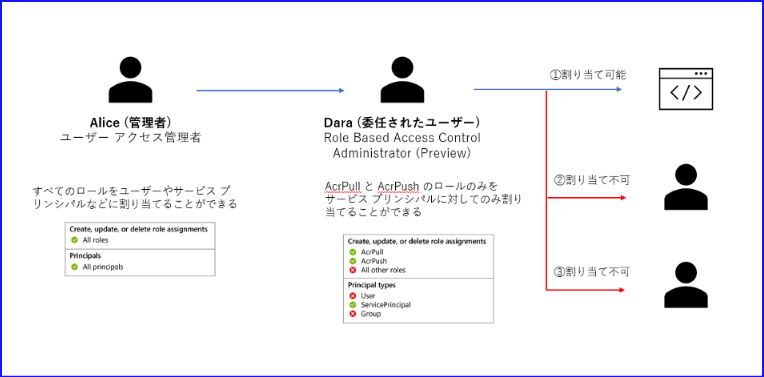 ①割り当て可能
</>
Alice (管理者)
ユーザー アクセス管理者
Dara (委任されたユーザー)
Role Based Access Control
Administrator (Preview)
②割り当て不可
すべてのロールをユーザーやサービス プ
リンシパルなどに割り当てることができる
Create, update, or delete role assignments
All roles
Principals
All principals
AcrPull と AcrPush のロールのみを
サービス プリンシパルに対してのみ割り
当てることができる
Create, update, or delete role assignments
AcrPull
AcrPush
All other roles
Principal types
User
ServicePrincipal
Group
③割り当て不可